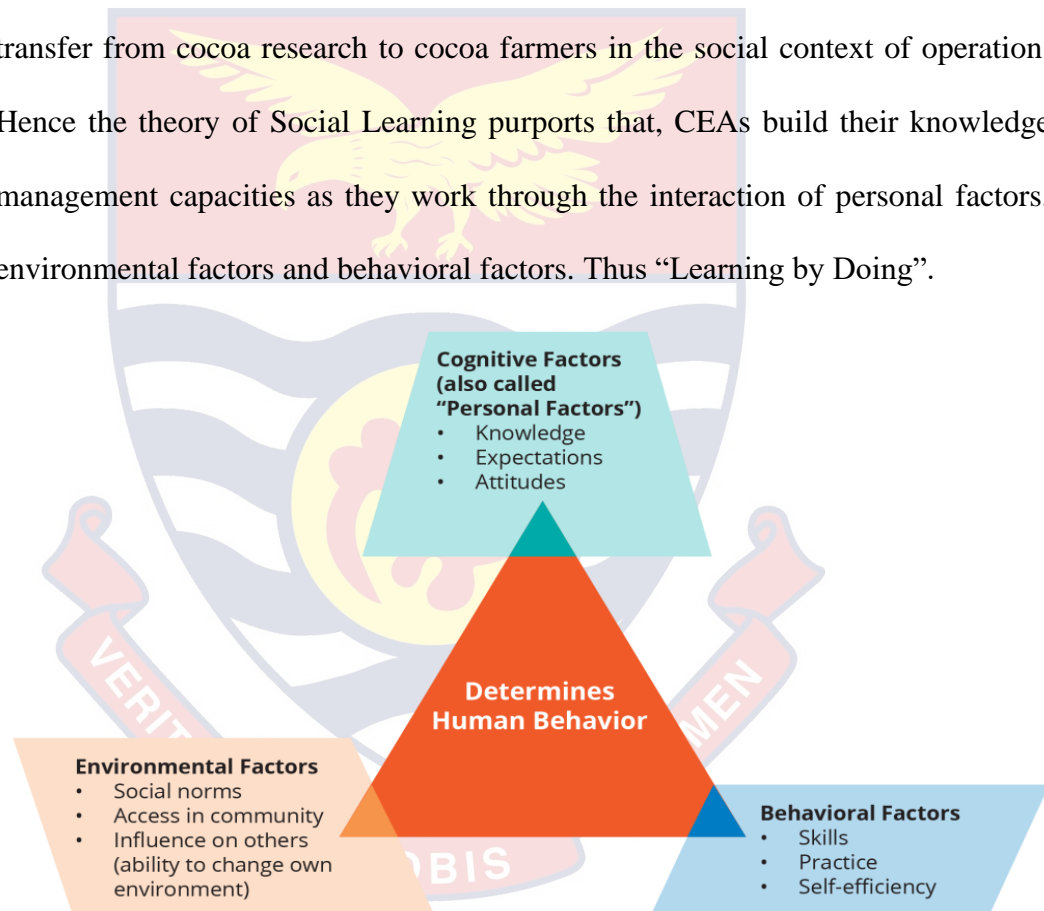 transfer from cocoa research to cocoa farmers in the social context of operation
Hence the theory of Social Learning purports that, CEAs build their knowledge
management capacities as they work through the interaction of personal factors,
environmental factors and behavioral factors. Thus “Learning by Doing”.
Cognitive Factors
(also called
“Personal Factors”)
• Knowledge
• Expectations
• Attitudes
Determines
Human Behavior
Environmental Factors
• Social norms
• Access in community
• Influence on others
(ability to change own
environment)
Behavioral Factors
• Skills
• Practice
• Self-efficiency
VERIT
OBIS
MEN